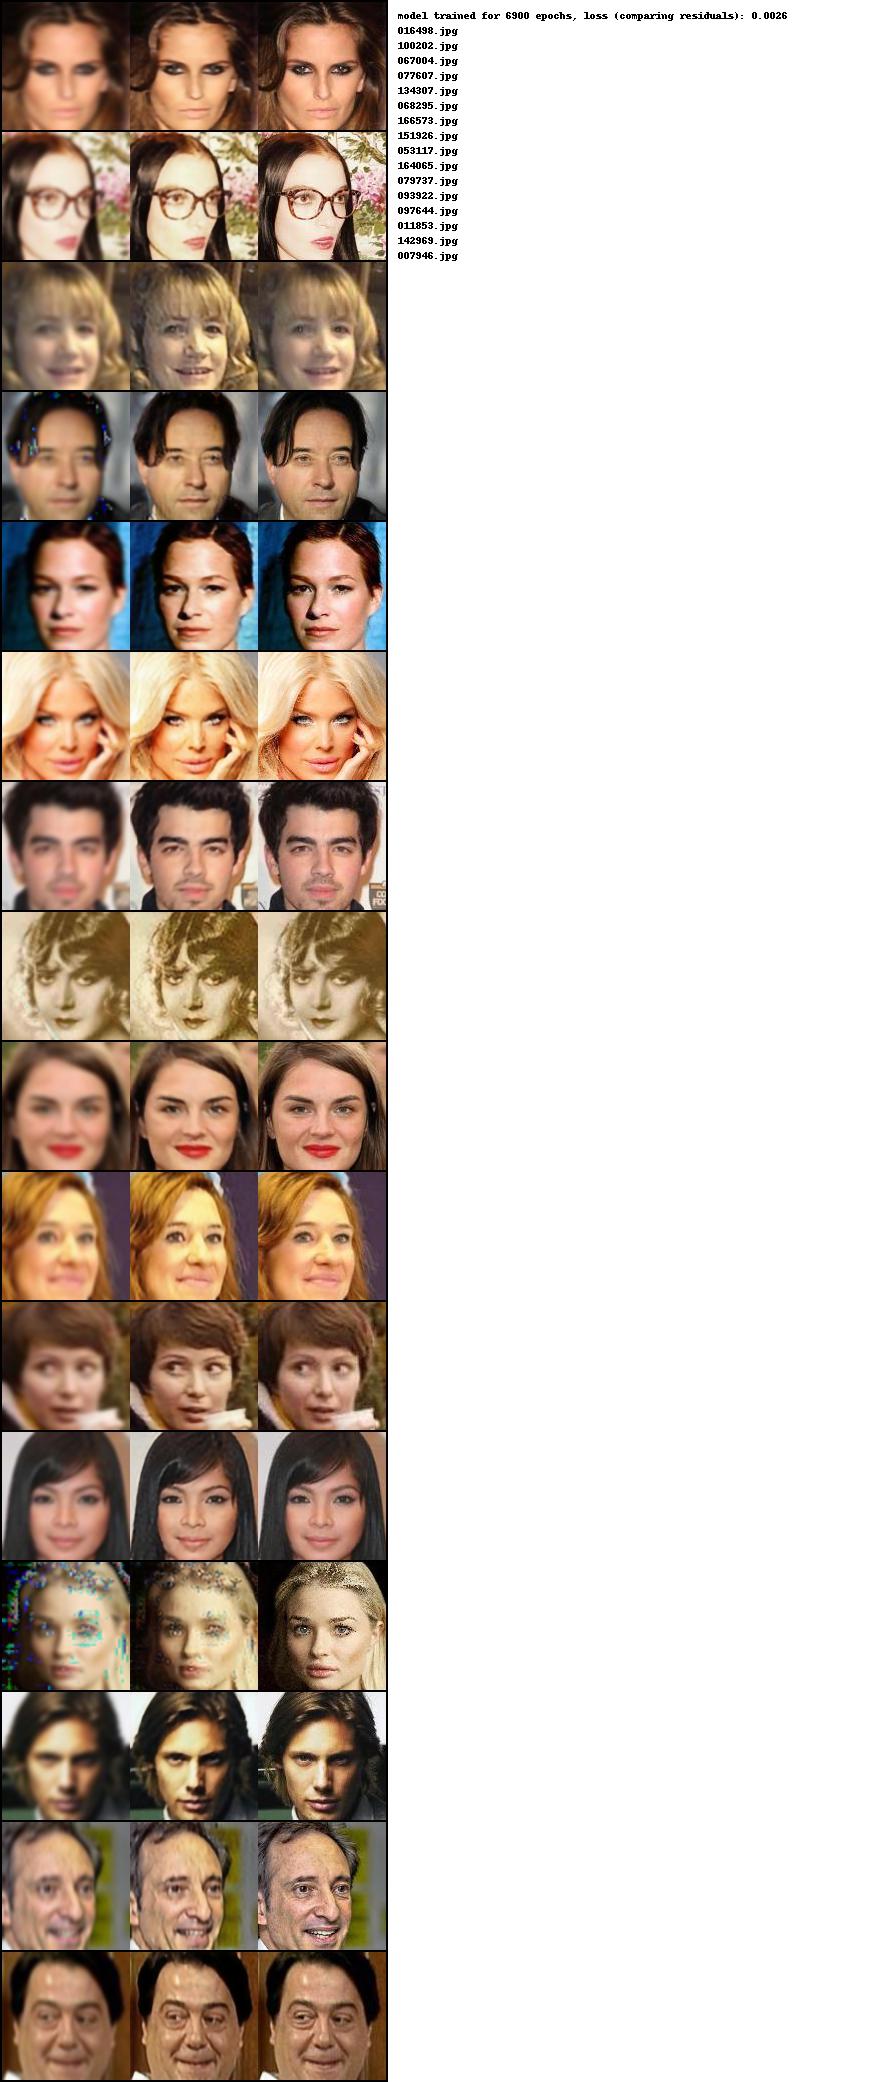 model trained for 6900 epochs, loss (comparing residuals): 0.0026
016498.jpg
100202.jpg
067004.jpg
077607.jpg
134307.jpg
068295.jpg
166573.jpg
151926.jpg
053117.jpg
164065.jpg
079737.jpg
093922.jpg
097644.jpg
011853.jpg
142969.jpg
007946.jpg